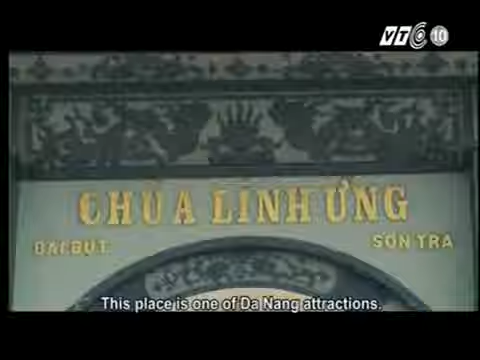 VTC 10
CHÙA LINH ỨNG
BÃI BỤT
SƠN TRÀ
This place is one of Da Nang attractions.